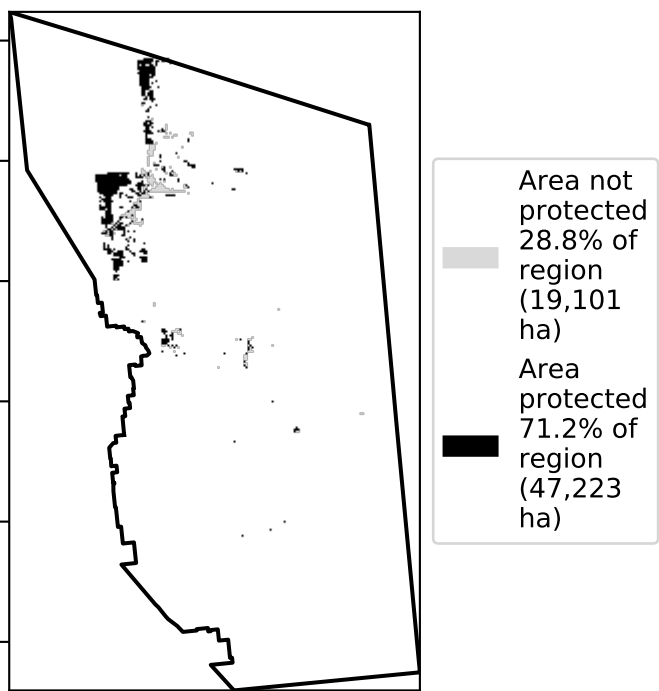 Area not
protected
28.8% of
region
(19,101
ha)
Area
protected
71.2% of
region
(47,223
ha)